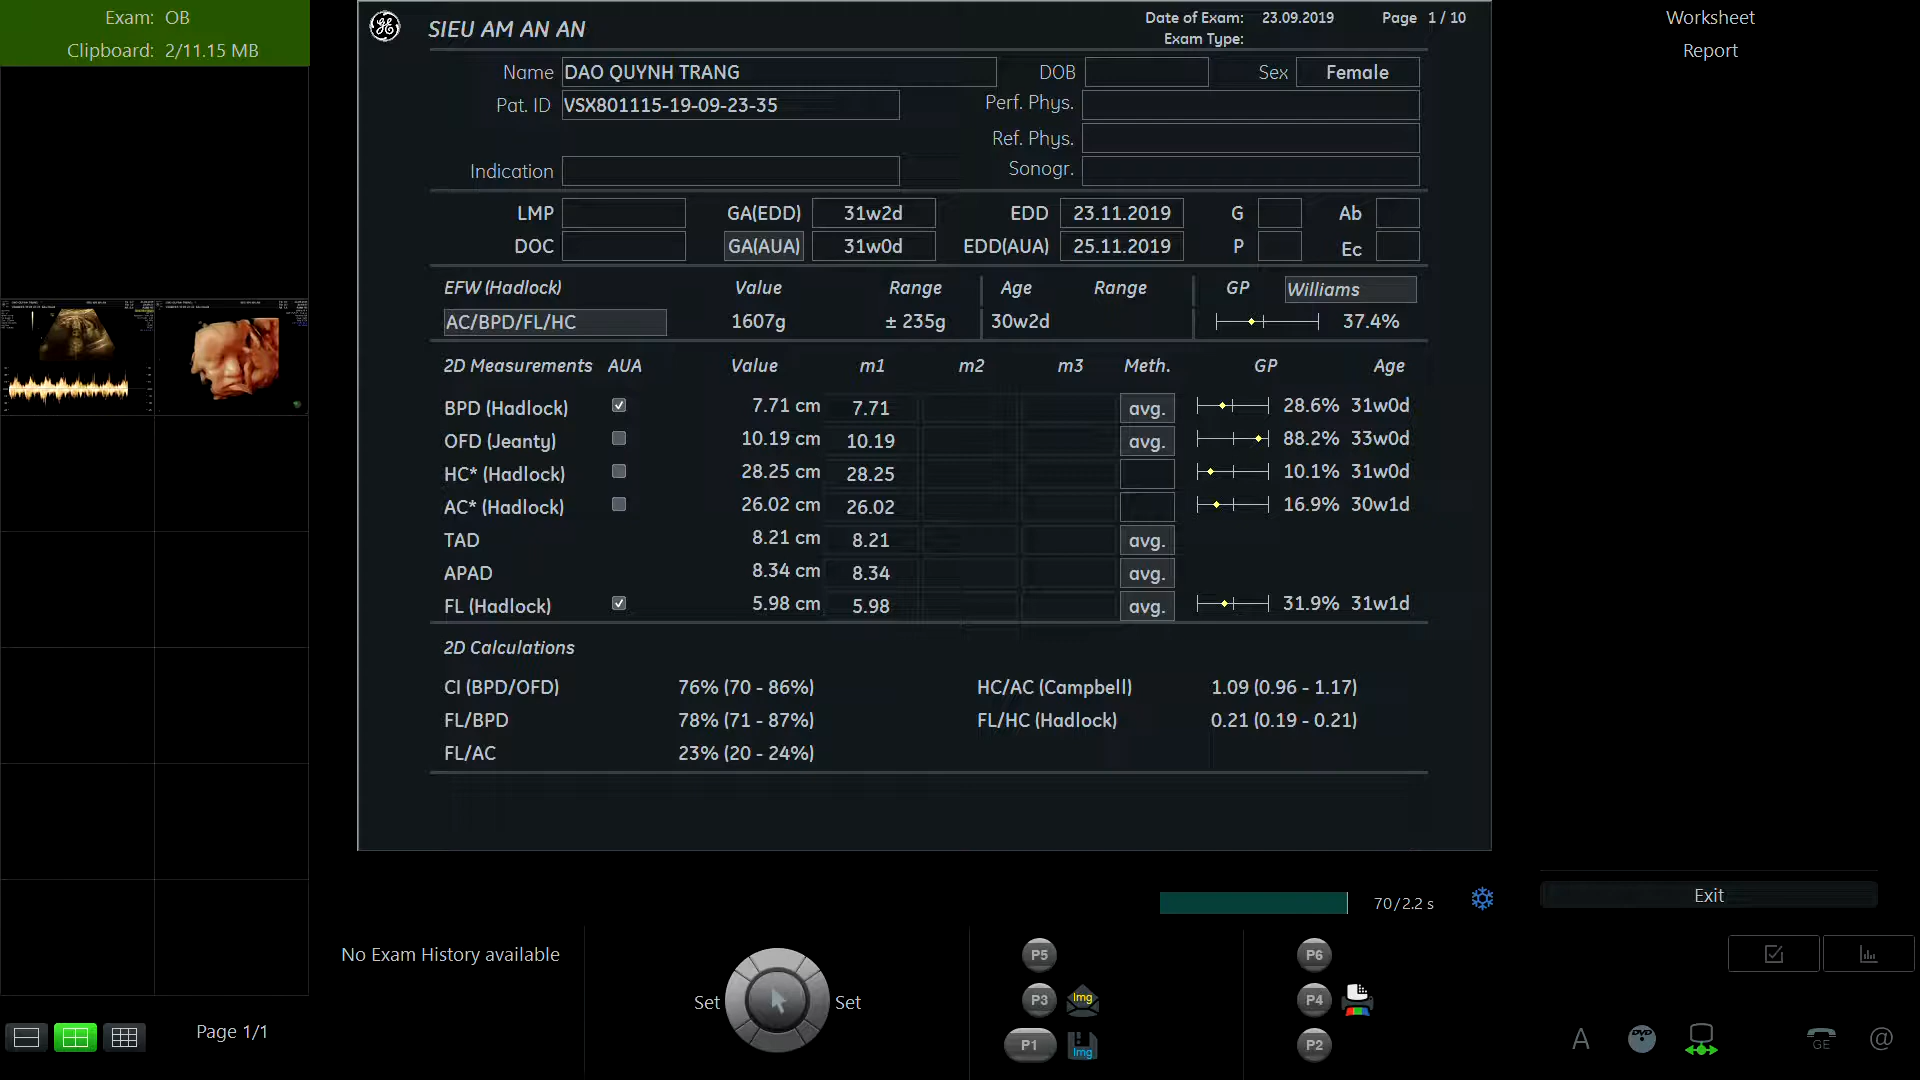 Exam: OB
Clipboard: 2/11.15 MB
SIEU AM AN AN
Date of Exam: 23.09.2019 Page 1 / 10
Exam Type:
Name DAO QUYNH TRANG DOB Sex Female
Pat. ID VSX801115-19-09-23-35 Perf. Phys.
Ref. Phys.
Indication Sonogr.
LMP GA(EDD) 31w2d EDD 23.11.2019 G Ab
DOC GA(AUA) 31w0d EDD(AUA) 25.11.2019 P Ec
EFW (Hadlock) Value Range Age Range GP Williams
AC/BPD/FL/HC 1607g ± 235g 30w2d 37.4%
2D Measurements AUA Value m1 m2 m3 Meth. GP Age
BPD (Hadlock) 7.71 cm 7.71 avg. 28.6% 31w0d
OFD (Jeanty) 10.19 cm 10.19 avg. 88.2% 33w0d
HC* (Hadlock) 28.25 cm 28.25 10.1% 31w0d
AC* (Hadlock) 26.02 cm 26.02 16.9% 30w1d
TAD 8.21 cm 8.21 avg.
APAD 8.34 cm 8.34 avg.
FL (Hadlock) 5.98 cm 5.98 avg. 31.9% 31w1d
2D Calculations
CI (BPD/OFD) 76% (70 - 86%) HC/AC (Campbell) 1.09 (0.96 - 1.17)
FL/BPD 78% (71 - 87%) FL/HC (Hadlock) 0.21 (0.19 - 0.21)
FL/AC 23% (20 - 24%)
Worksheet
Report
70/2.2 s
Exit
No Exam History available
Set Set
P5
P3 Img
P1 Img
P6
P4
P2
Page 1/1
A DVD GE @